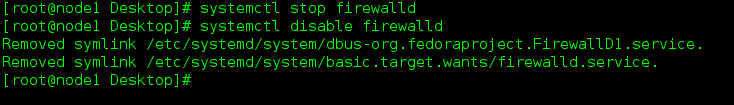 [root@node1 Desktop]# systemctl stop firewalld
[root@node1 Desktop]# systemctl disable firewalld
Removed symlink /etc/systemd/system/dbus-org.fedoraproject.FirewallD1.service.
Removed symlink /etc/systemd/system/basic.target.wants/firewalld.service.
[root@node1 Desktop]#